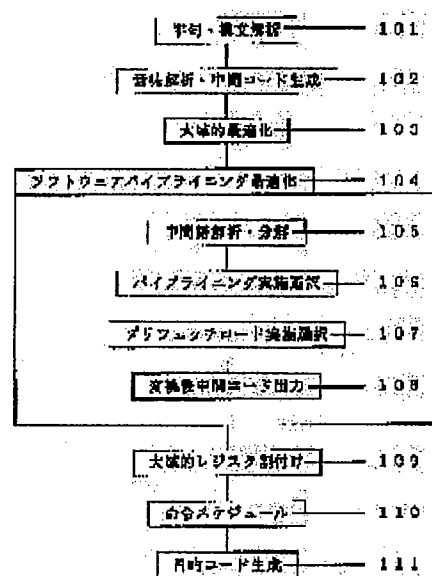 字句・構文解析 101
意味解析・中間コード生成 102
大域的最適化 103
ソフトウェアパイプライニング最適化 104
中間語解析・分解 105
パイプライニング実施選択 106
プリフェッチロード実施選択 107
変換後中間コード出力 108
大域的レジスタ割付け 109
命令スケジュール 110
目的コード生成 111